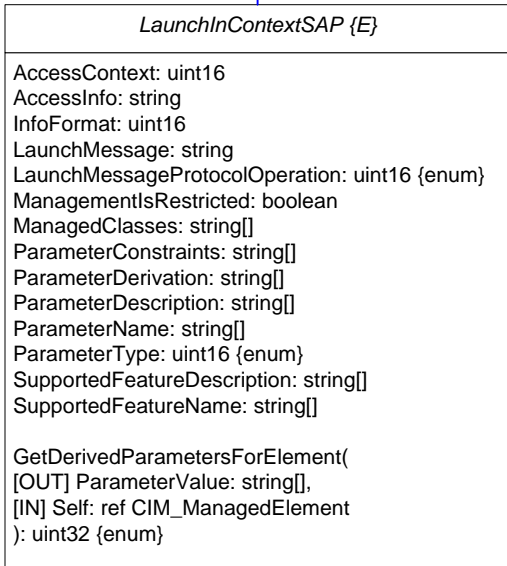 LaunchInContextSAP {E}
AccessContext: uint16
AccessInfo: string
InfoFormat: uint16
LaunchMessage: string
LaunchMessageProtocolOperation: uint16 {enum}
ManagementIsRestricted: boolean
ManagedClasses: string[]
ParameterConstraints: string[]
ParameterDerivation: string[]
ParameterDescription: string[]
ParameterName: string[]
ParameterType: uint16 {enum}
SupportedFeatureDescription: string[]
SupportedFeatureName: string[]
GetDerivedParametersForElement(
[OUT] ParameterValue: string[],
[IN] Self: ref CIM_ManagedElement
): uint32 {enum}